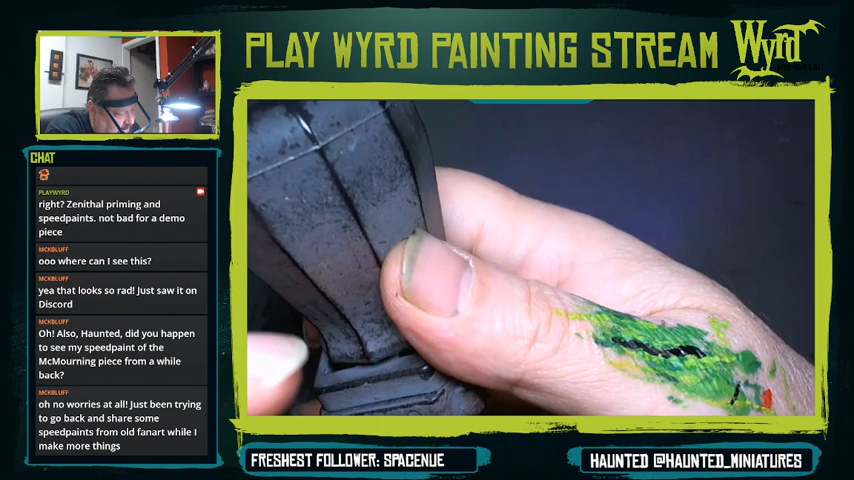 PLAY WYRD PAINTING STREAM
Wyrd
CHAT
PLAYWYRD
right? Zenithal priming and
speedpaints. not bad for a demo
piece
MCKBLUFF
ooo where can I see this?
MCKBLUFF
yea that looks so rad! Just saw it on
Discord
MCKBLUFF
Oh! Also, Haunted, did you happen
to see my speedpaint of the
McMourning piece from a while
back?
MCKBLUFF
oh no worries at all! Just been trying
to go back and share some
speedpaints from old fanart while I
make more things
FRESHEST FOLLOWER: SPACENUE
HAUNTED @HAUNTED_MINIATURES